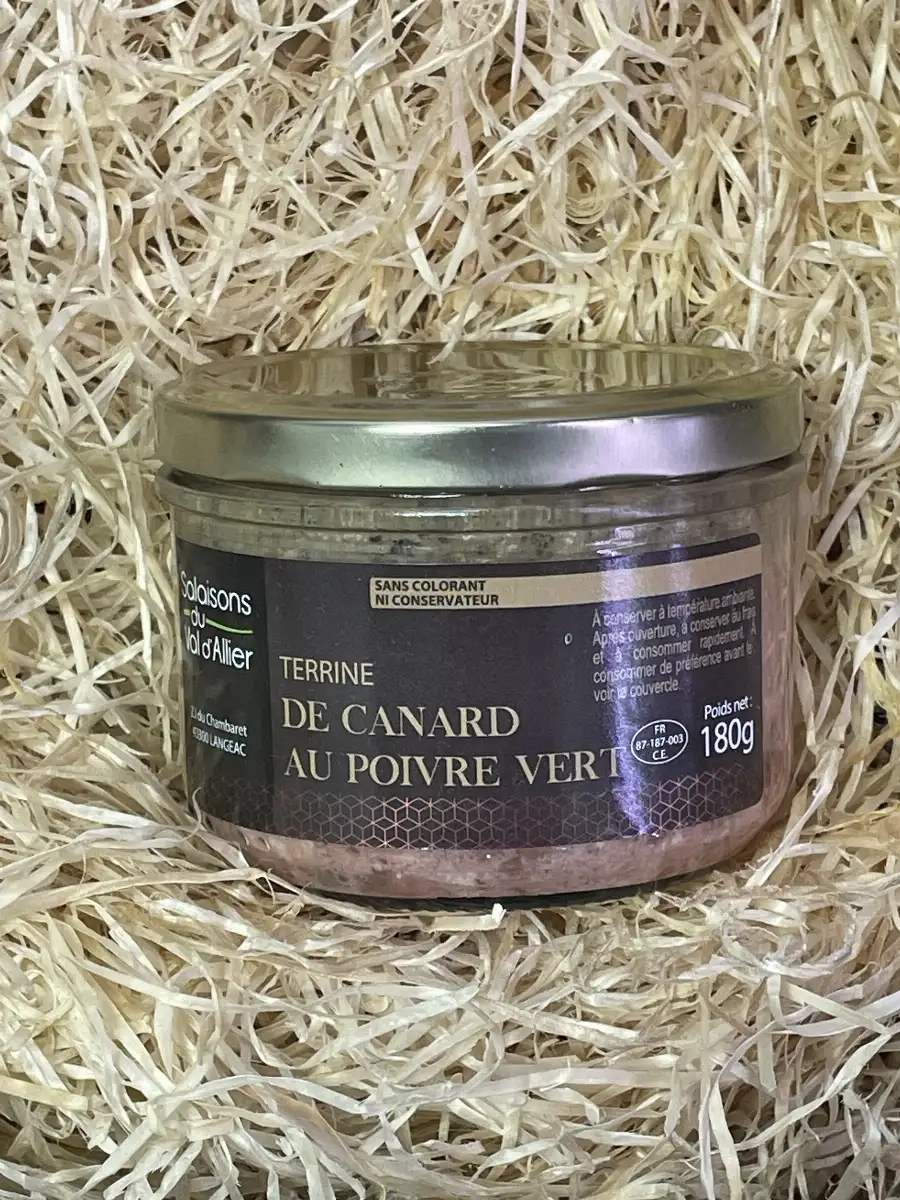 Salaisons
du
Val d'Allier
Z.I du Chambaret
43300 LANGEAC
SANS COLORANT
NI CONSERVATEUR
TERRINE
DE CANARD
AU POIVRE VERT
À conserver à température ambiante.
Après ouverture, à conserver au frais
et à consommer rapidement. À
consommer de préférence avant le :
voir le couvercle.
FR
87-187-003
C.E.
Poids net :
180g